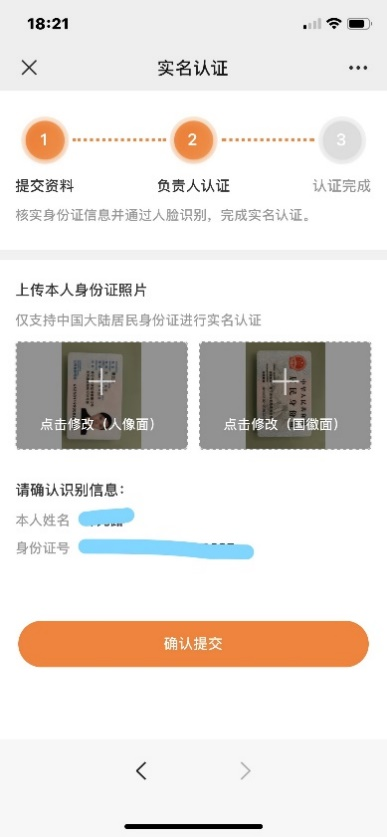 18:21
实名认证
1
2
3
提交资料
负责人认证
认证完成
核实身份证信息并通过人脸识别，完成实名认证。
上传本人身份证照片
仅支持中国大陆居民身份证进行实名认证
点击修改（人像面）
点击修改（国徽面）
请确认识别信息：
本人姓名
身份证号
确认提交